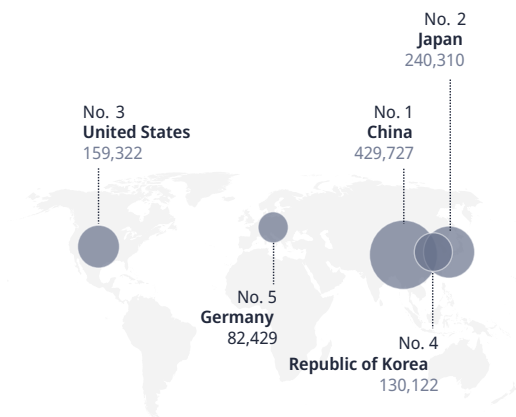 No. 2
Japan
240,310
No. 3
United States
159,322
No. 1
China
429,727
No. 5
Germany
82,429
No. 4
Republic of Korea
130,122